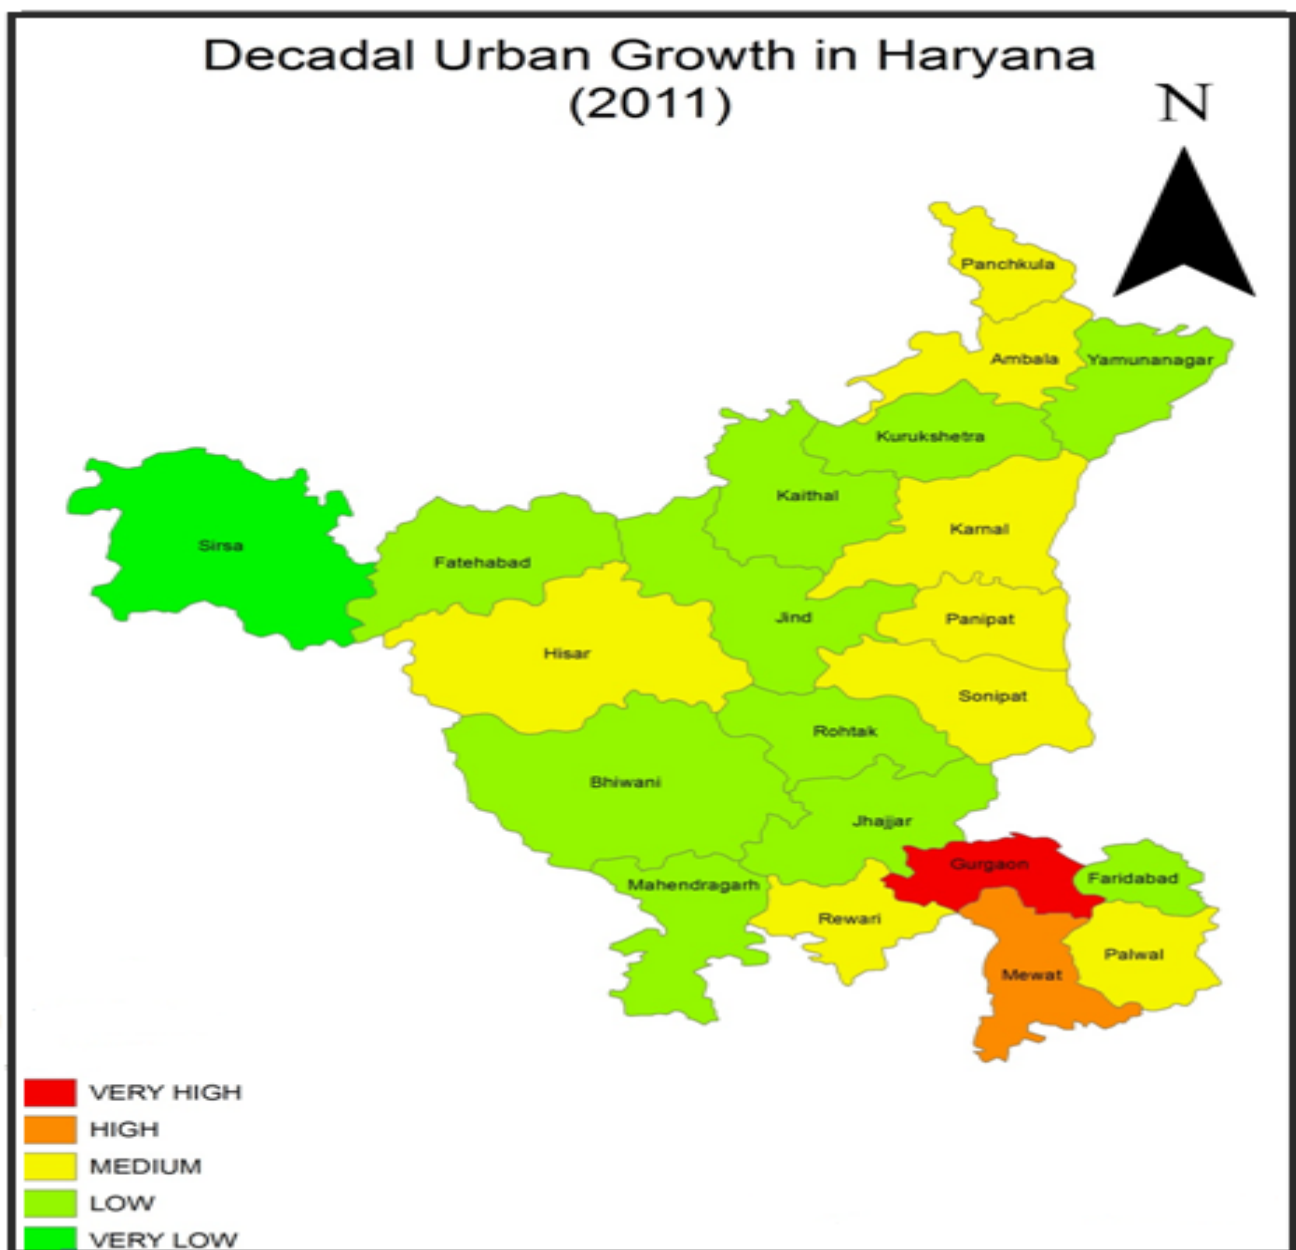 Decadal Urban Growth in Haryana
(2011)
N
Panchkula
Ambala
Yamunanagar
Kurukshetra
Kaithal
Karnal
Sirsa
Fatehabad
Jind
Panipat
Hisar
Sonipat
Rohtak
Bhiwani
Jhajjar
Gurgaon
Faridabad
Mahendragarh
Rewari
Palwal
Mewat
VERY HIGH
HIGH
MEDIUM
LOW
VERY LOW